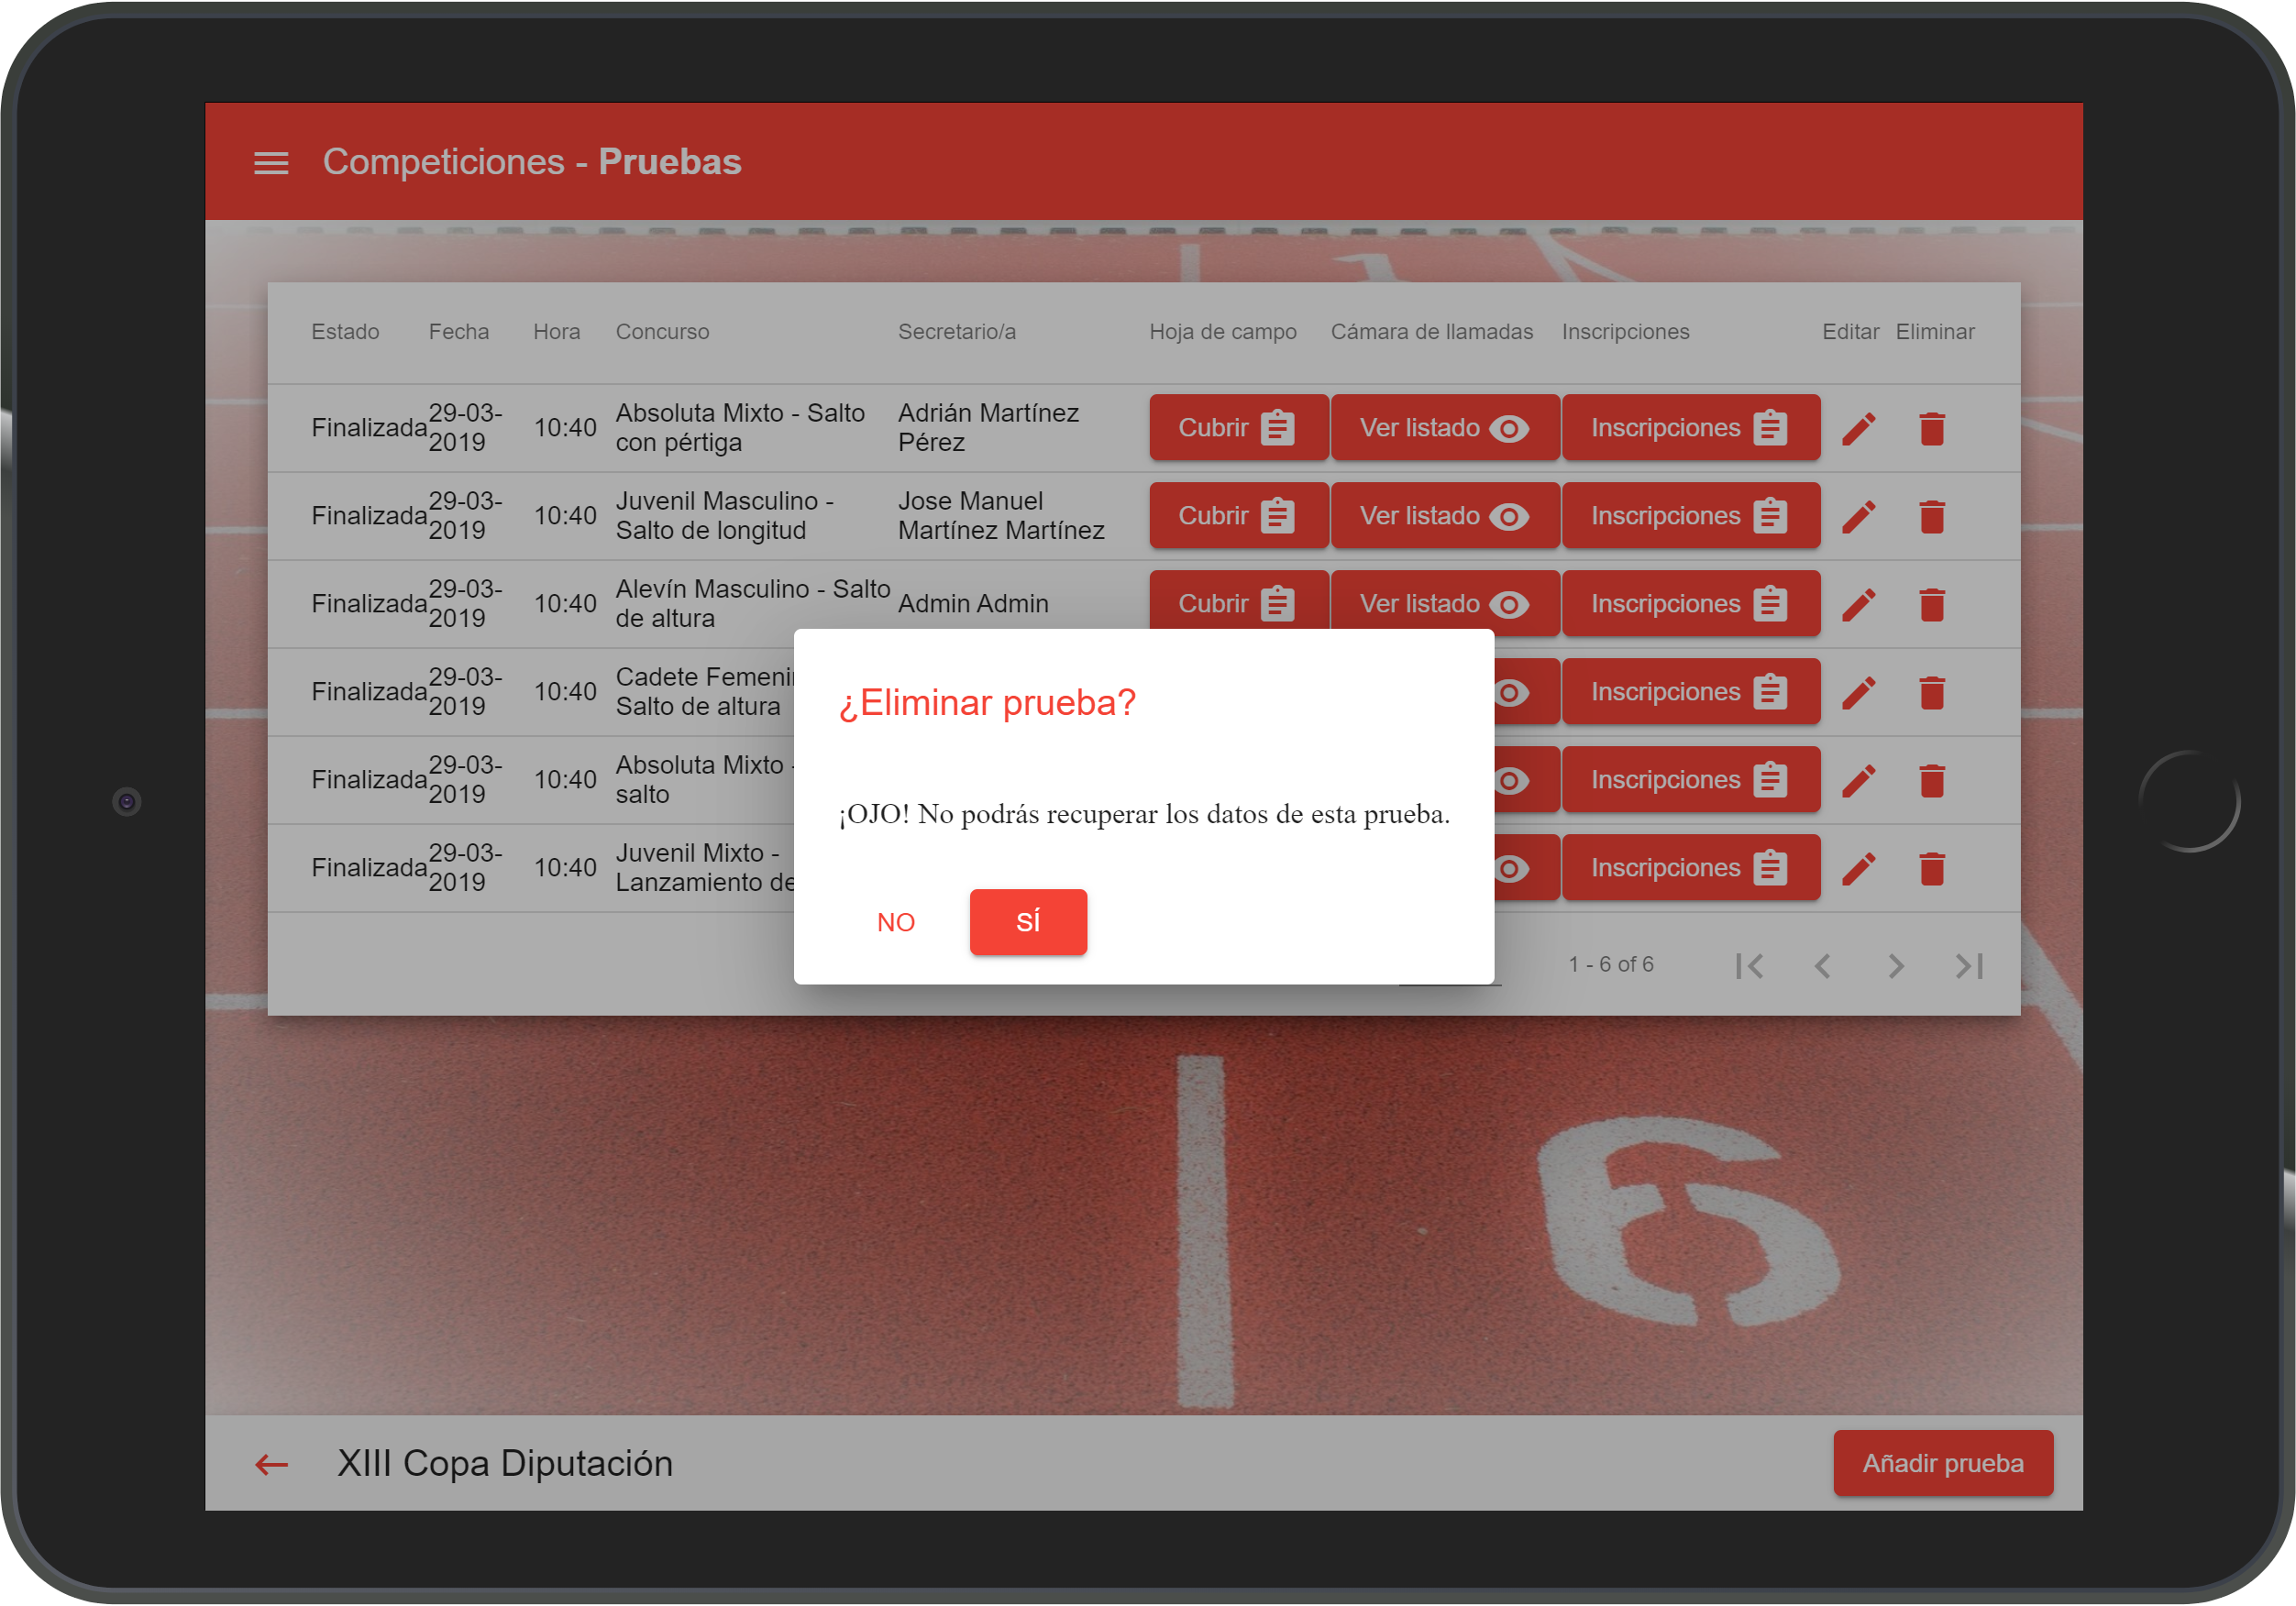 Competiciones - Pruebas
Estado Fecha Hora Concurso Secretario/a Hoja de campo Cámara de llamadas Inscripciones Editar Eliminar
Finalizada 29-03-2019 10:40 Absoluta Mixto - Salto con pértiga Adrián Martínez Pérez Cubrir Ver listado Inscripciones
Finalizada 29-03-2019 10:40 Juvenil Masculino - Salto de longitud Jose Manuel Martínez Martínez Cubrir Ver listado Inscripciones
Finalizada 29-03-2019 10:40 Alevín Masculino - Salto de altura Admin Admin Cubrir Ver listado Inscripciones
Finalizada 29-03-2019 10:40 Cadete Salto de altura Inscripciones
Finalizada 29-03-2019 10:40 Absoluta Mixto - salto Inscripciones
Finalizada 29-03-2019 10:40 Juvenil Mixto - Lanzamiento de Inscripciones
¿Eliminar prueba?
¡OJO! No podrás recuperar los datos de esta prueba.
NO SÍ
1 - 6 of 6
6
XIII Copa Diputación
Añadir prueba